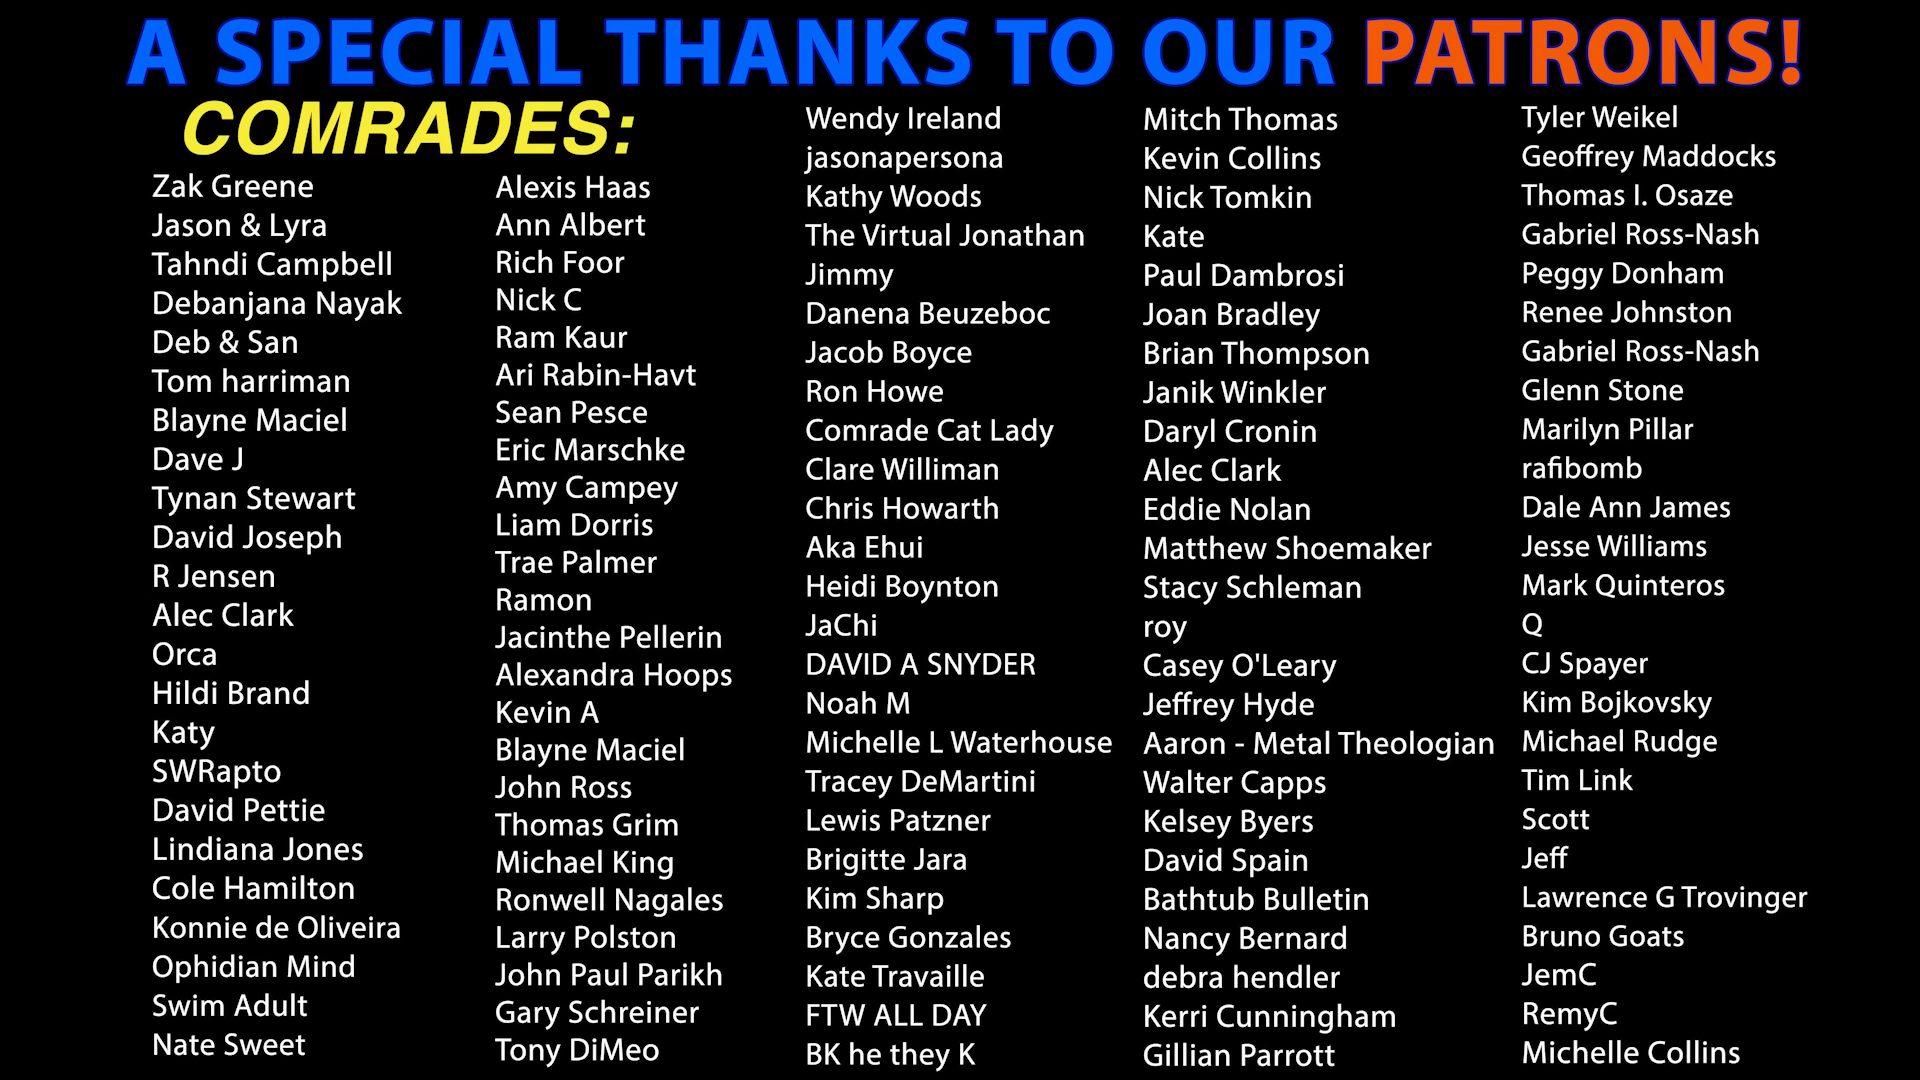 A SPECIAL THANKS TO OUR PATRONS!
COMRADES:
Zak Greene
Jason & Lyra
Tahndi Campbell
Debanjana Nayak
Deb & San
Tom harriman
Blayne Maciel
Dave J
Tynan Stewart
David Joseph
R Jensen
Alec Clark
Orca
Hildi Brand
Katy
SWRapto
David Pettie
Lindiana Jones
Cole Hamilton
Konnie de Oliveira
Ophidian Mind
Swim Adult
Nate Sweet
Alexis Haas
Ann Albert
Rich Foor
Nick C
Ram Kaur
Ari Rabin-Havt
Sean Pesce
Eric Marschke
Amy Campey
Liam Dorris
Trae Palmer
Ramon
Jacinthe Pellerin
Alexandra Hoops
Kevin A
Blayne Maciel
John Ross
Thomas Grim
Michael King
Ronwell Nagales
Larry Polston
John Paul Parikh
Gary Schreiner
Tony DiMeo
Wendy Ireland
jasonapersona
Kathy Woods
The Virtual Jonathan
Jimmy
Danena Beuzeboc
Jacob Boyce
Ron Howe
Comrade Cat Lady
Clare Williman
Chris Howarth
Aka Ehui
Heidi Boynton
JaChi
DAVID A SNYDER
Noah M
Michelle L Waterhouse
Tracey DeMartini
Lewis Patzner
Brigitte Jara
Kim Sharp
Bryce Gonzales
Kate Travaille
FTW ALL DAY
BK he they K
Mitch Thomas
Kevin Collins
Nick Tomkin
Kate
Paul Dambrosi
Joan Bradley
Brian Thompson
Janik Winkler
Daryl Cronin
Alec Clark
Eddie Nolan
Matthew Shoemaker
Stacy Schleman
roy
Casey O'Leary
Jeffrey Hyde
Aaron - Metal Theologian
Walter Capps
Kelsey Byers
David Spain
Bathtub Bulletin
Nancy Bernard
debra hendler
Kerri Cunningham
Gillian Parrott
Tyler Weikel
Geoffrey Maddocks
Thomas I. Osaze
Gabriel Ross-Nash
Peggy Donham
Renee Johnston
Gabriel Ross-Nash
Glenn Stone
Marilyn Pillar
rafibomb
Dale Ann James
Jesse Williams
Mark Quinteros
Q
CJ Spayer
Kim Bojkovsky
Michael Rudge
Tim Link
Scott
Jeff
Lawrence G Trovinger
Bruno Goats
JemC
RemyC
Michelle Collins